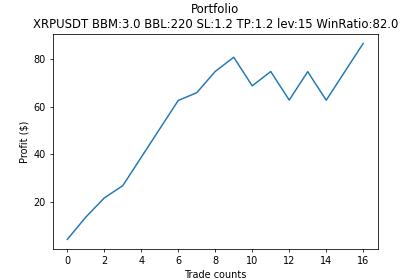 Portfolio
XRPUSDT BBM:3.0 BBL:220 SL:1.2 TP:1.2 lev:15 WinRatio:82.0
80
60
40
20
Profit ($)
0 2 4 6 8 10 12 14 16
Trade counts